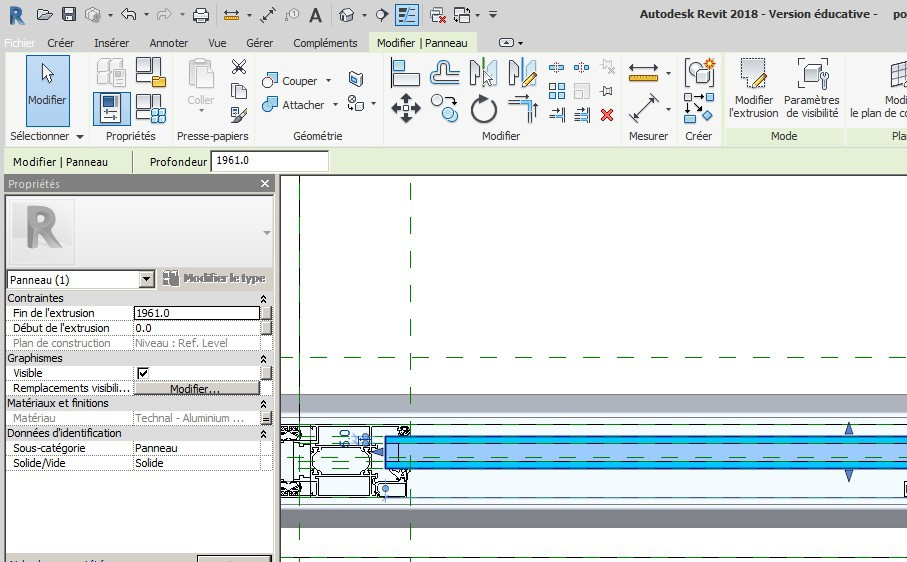 Autodesk Revit 2018 - Version éducative - po
Fichier Créer Insérer Annoter Vue Gérer Compléments Modifier | Panneau
Modifier
Coller
Couper
Attacher
Modifier l'extrusion
Paramètres de visibilité
Modi
le plan de co
Sélectionner Propriétés Presse-papiers Géométrie Modifier Mesurer Créer Mode Pla
Modifier | Panneau Profondeur 1961.0
Propriétés
R
Panneau (1) Modifier le type
Contraintes
Fin de l'extrusion 1961.0
Début de l'extrusion 0.0
Plan de construction Niveau : Ref. Level
Graphismes
Visible
Remplacements visibili... Modifier...
Matériaux et finitions
Matériau Technal - Aluminium ...
Données d'identification
Sous-catégorie Panneau
Solide/Vide Solide